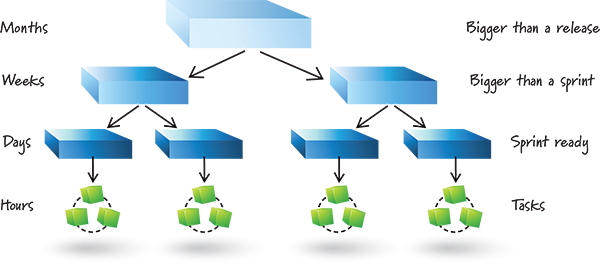 Months
Bigger than a release
Weeks
Bigger than a sprint
Days
Sprint ready
Hours
Tasks